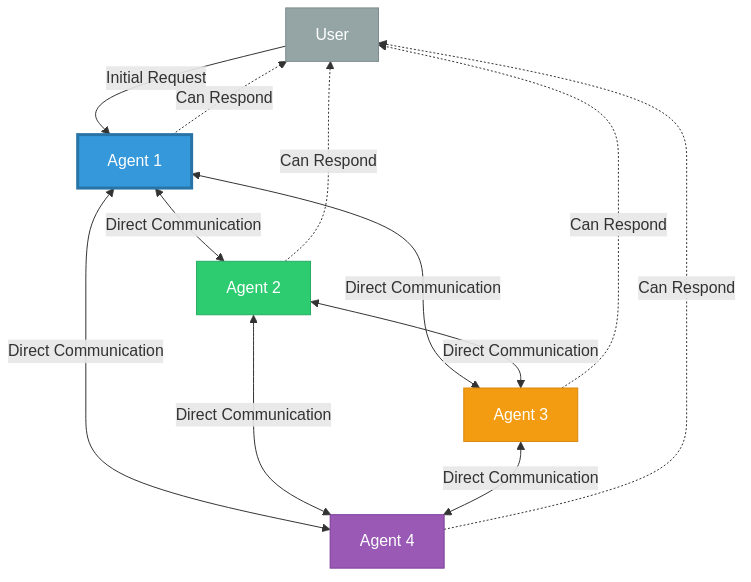 User
Initial Request
Can Respond
Agent 1
Can Respond
Direct Communication
Can Respond
Agent 2
Direct Communication
Can Respond
Direct Communication
Direct Communication
Direct Communication
Agent 3
Direct Communication
Agent 4